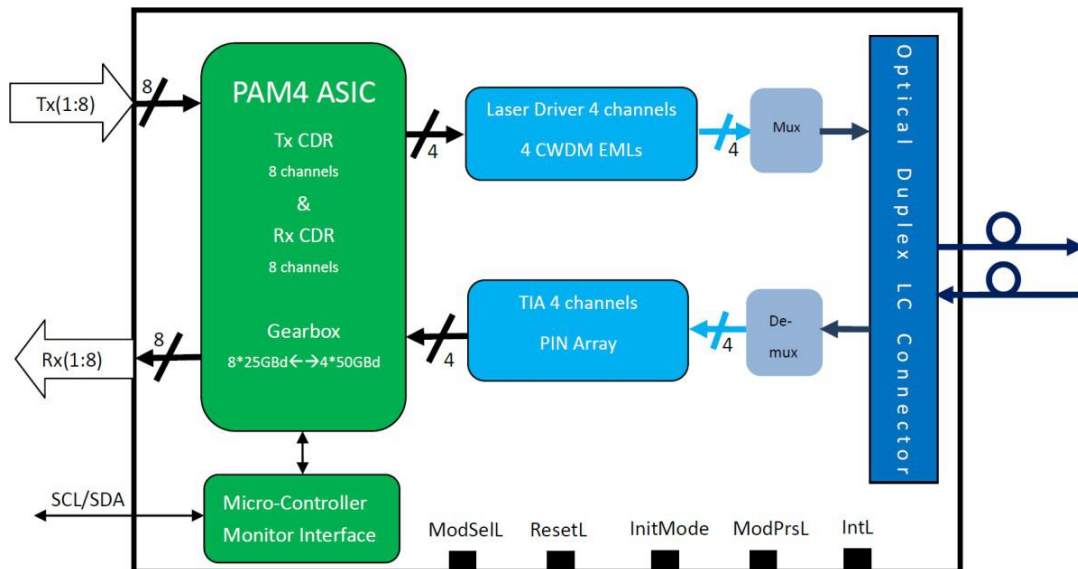 Tx(1:8)
8
PAM4 ASIC
Tx CDR
8 channels
&
Rx CDR
8 channels
Gearbox
8*25GBd←→4*50GBd
4
Laser Driver 4 channels
4 CWDM EMLs
4
Mux
Optical Duplex LC Connector
Rx(1:8)
8
4
TIA 4 channels
PIN Array
4
De-
mux
SCL/SDA
Micro-Controller
Monitor Interface
ModSelL
ResetL
InitMode
ModPrsL
IntL